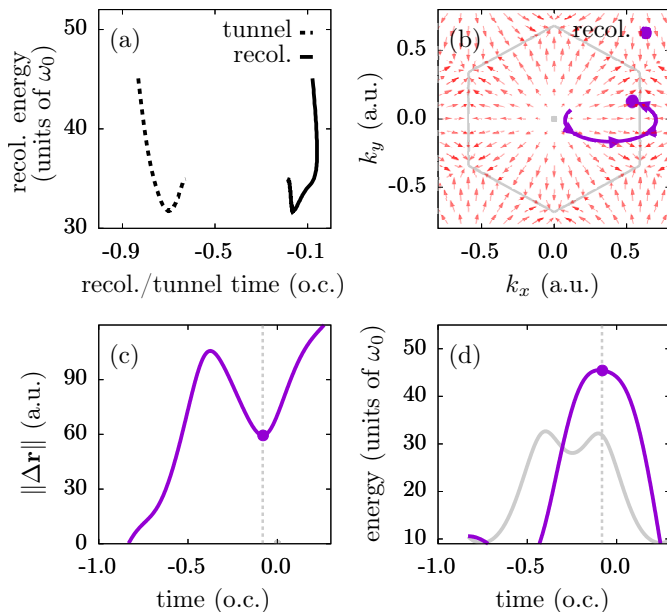 (a)
tunnel
recol.
recol. energy
(units of ω0)
50
40
30
-0.9
-0.5
-0.1
recol./tunnel time (o.c.)
(b)
recol.
ky (a.u.)
0.5
0.0
-0.5
-0.5
0.0
0.5
kx (a.u.)
(c)
‖Δr‖ (a.u.)
90
60
30
0
-1.0
-0.5
0.0
time (o.c.)
(d)
energy (units of ω0)
50
40
30
20
10
-1.0
-0.5
0.0
time (o.c.)